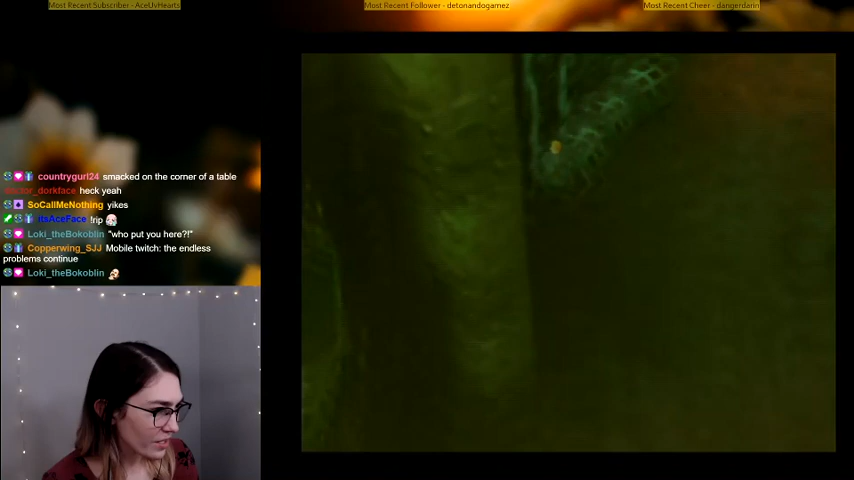 Most Recent Subscriber - AceUvHearts
Most Recent Follower - detonandogamez
Most Recent Cheer - dangerdarin
countrygurl24 smacked on the corner of a table
doctor_dorkface heck yeah
SoCallMeNothing yikes
itsAceFace !rip
Loki_theBokoblin "who put you here?!"
Copperwing_SJJ Mobile twitch: the endless
problems continue
Loki_theBokoblin